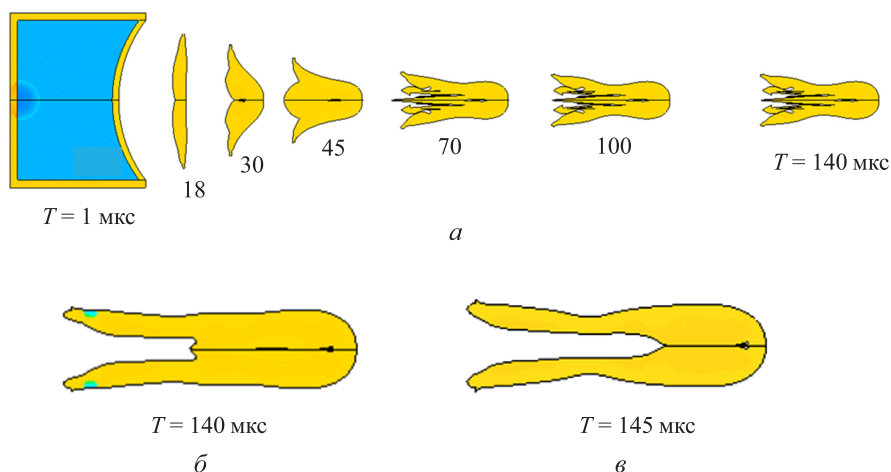 18
30
45
70
100
T = 140 мкс
T = 1 мкс
а
T = 140 мкс
T = 145 мкс
б
в